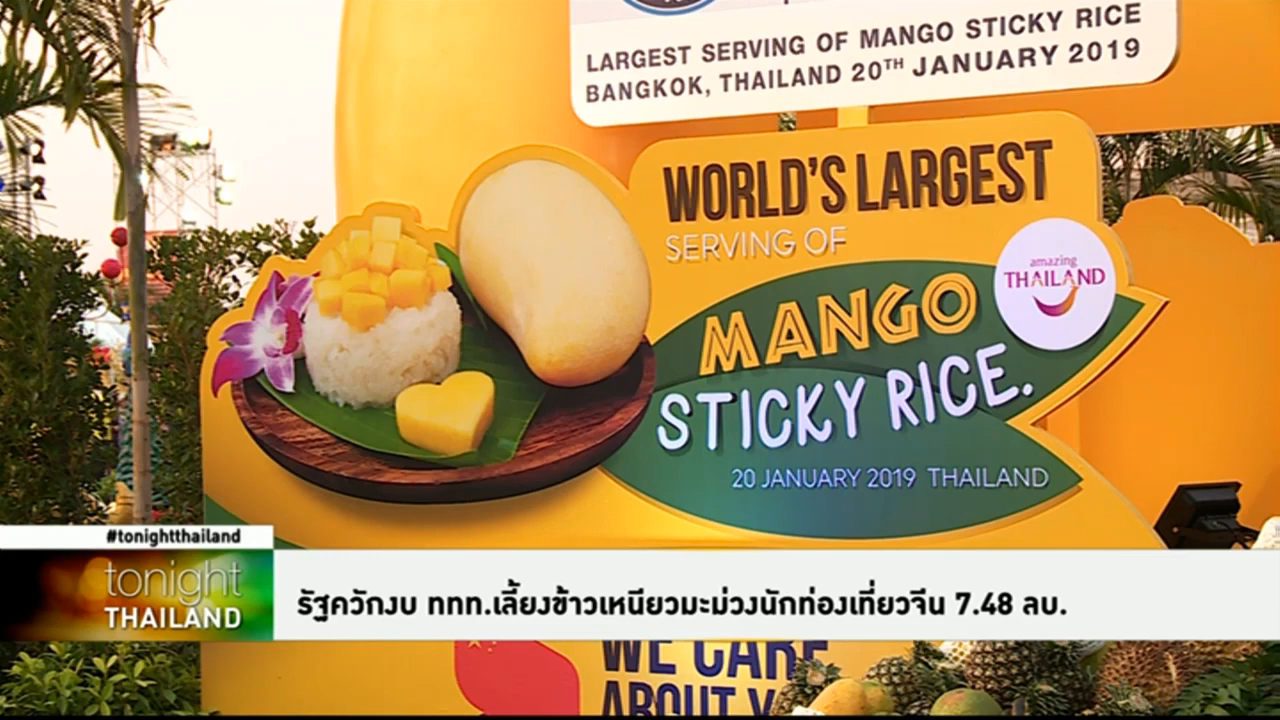 LARGEST SERVING OF MANGO STICKY RICE
BANGKOK, THAILAND 20TH JANUARY 2019
WORLD'S LARGEST
SERVING OF
amazing
THAILAND
MANGO
STICKY RICE.
20 JANUARY 2019 THAILAND
#tonightthailand
tonight
THAILAND
รัฐควักงบ ททท.เลี้ยงข้าวเหนียวมะม่วงนักท่องเที่ยวจีน 7.48 ลบ.
WE CARE
ABOUT